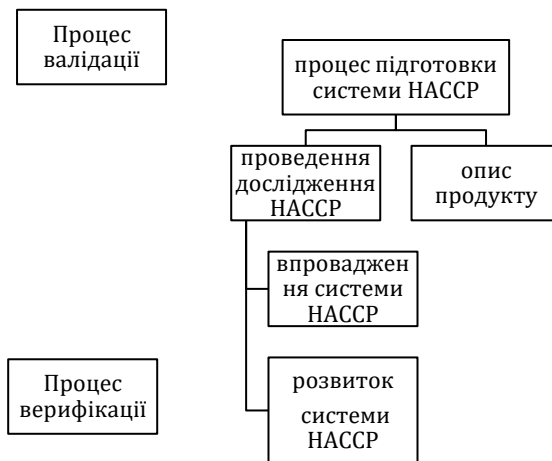 Процес
валідації
процес підготовки
системи НАССР
проведення
дослідження
НАССР
опис
продукту
впроваджен
ня системи
НАССР
Процес
верифікації
розвиток
системи
НАССР